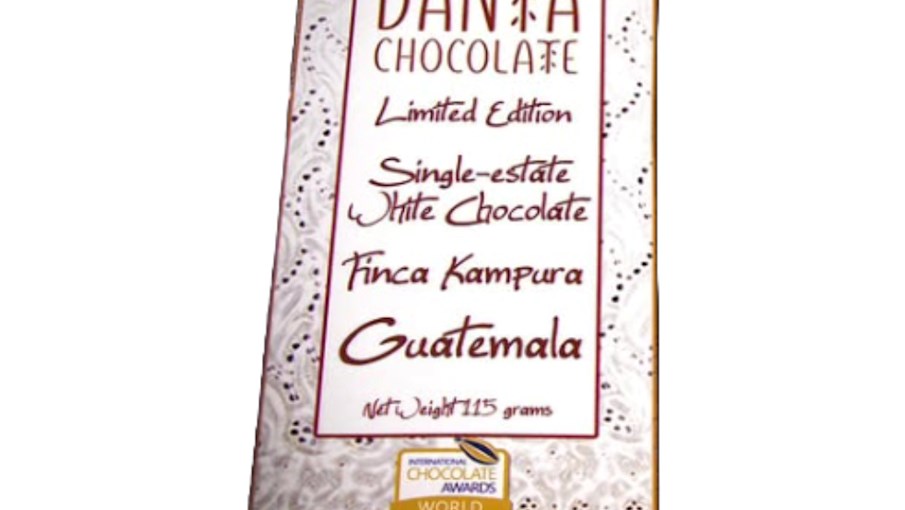 DANTA
CHOCOLATE
Limited Edition
Single-estate
White Chocolate
Finca Kampura
Guatemala
Net Weight 115 grams
INTERNATIONAL
CHOCOLATE
AWARDS
WORLD